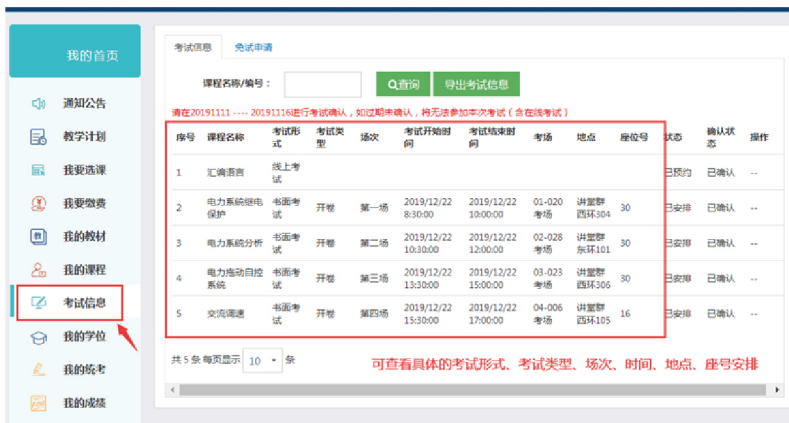 我的首页
通知公告
教学计划
我要选课
我要缴费
我的教材
我的课程
考试信息
我的学位
我的统考
我的成绩
考试信息 免试申请
课程名称/编号：
查询 导出考试信息
请在20191111 ---- 20191116进行考试确认，如过期未确认，将无法参加本次考试（含在线考试）
序号 课程名称 考试形式 考试类型 场次 考试开始时间 考试结束时间 考场 地点 座位号 状态 确认状态 操作
1 汇编语言 线上考试 已预约 已确认 --
2 电力系统继电保护 书面考试 开卷 第一场 2019/12/22 8:30:00 2019/12/22 10:00:00 01-020考场 讲堂群西环304 30 已安排 已确认 --
3 电力系统分析 书面考试 开卷 第二场 2019/12/22 10:30:00 2019/12/22 12:00:00 02-028考场 讲堂群东环101 30 已安排 已确认 --
4 电力拖动自控系统 书面考试 开卷 第三场 2019/12/22 13:30:00 2019/12/22 15:00:00 03-023考场 讲堂群西环306 30 已安排 已确认 --
5 交流调速 书面考试 开卷 第四场 2019/12/22 15:30:00 2019/12/22 17:00:00 04-006考场 讲堂群西环105 16 已安排 已确认 --
共 5 条 每页显示 10 条
可查看具体的考试形式、考试类型、场次、时间、地点、座号安排